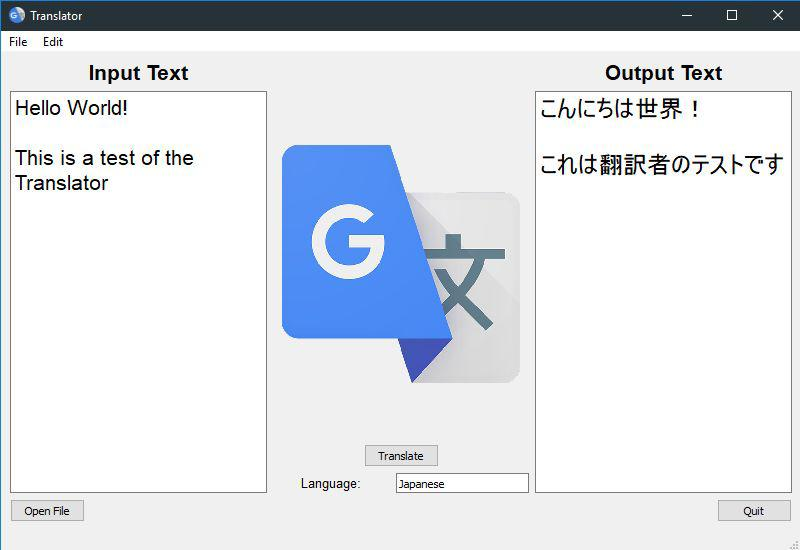 Translator
File Edit
Input Text
Output Text
Hello World!
This is a test of the
Translator
G 文
こんにちは世界！
これは翻訳者のテストです
Translate
Language: Japanese
Open File
Quit